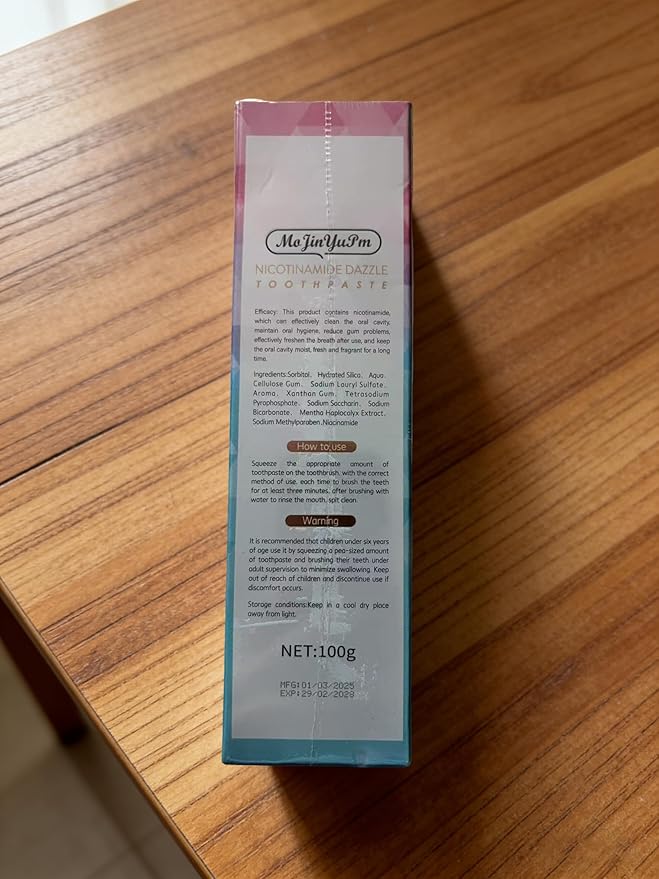 MoJinYuPm
NICOTINAMIDE DAZZLE
TOOTHPASTE
Efficacy: This product contains nicotinamide,
which can effectively clean the oral cavity,
maintain oral hygiene, reduce gum problems,
effectively freshen the breath after use, and keep
the oral cavity moist, fresh and fragrant for a long
time.
Ingredients:Sorbitol、Hydrated Silica、Aqua、
Cellulose Gum、Sodium Lauryl Sulfate、
Aroma、Xanthan Gum、Tetrasodium
Pyrophosphate、Sodium Saccharin、Sodium
Bicarbonate、Mentha Haplocalyx Extract、
Sodium Methylparaben、Niacinamide
How to use
Squeeze the appropriate amount of
toothpaste on the toothbrush, with the correct
method of use, each time to brush the teeth
for at least three minutes, after brushing with
water to rinse the mouth, spit clean.
Warning
It is recommended that children under six years
of age use it by squeezing a pea-sized amount
of toothpaste and brushing their teeth under
adult supervision to minimize swallowing. Keep
out of reach of children and discontinue use if
discomfort occurs.
Storage conditions:Keep in a cool dry place
away from light.
NET:100g
MFG:01/03/2025
EXP:29/02/2028